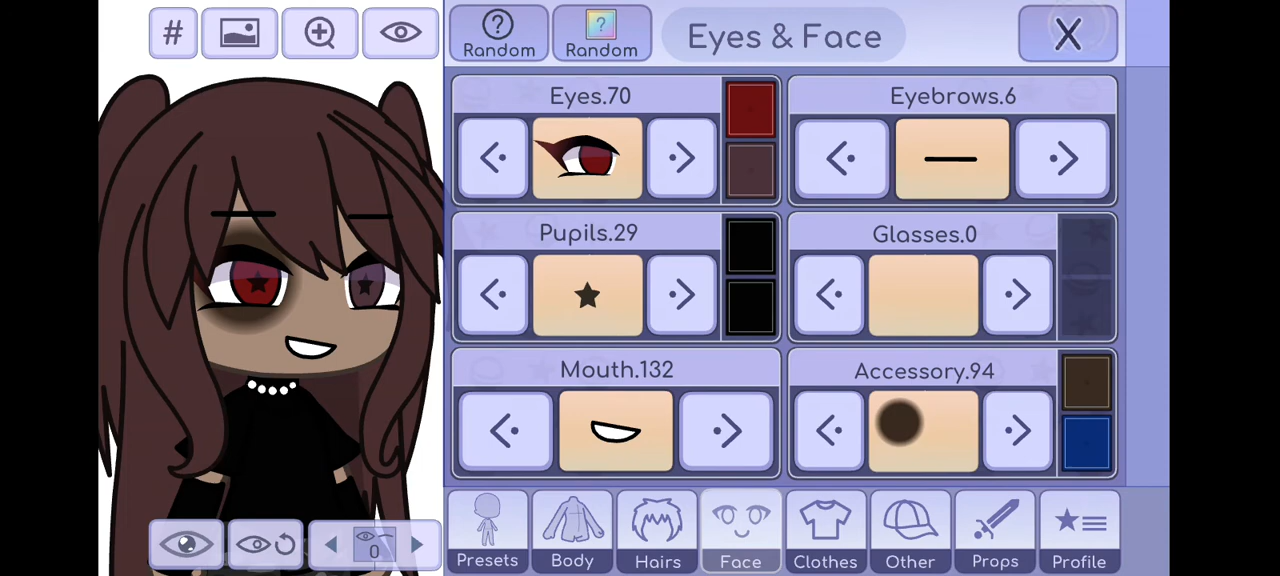 #
? Random
? Random
Eyes & Face
X
Eyes.70
Eyebrows.6
Pupils.29
Glasses.0
Mouth.132
Accessory.94
0
Presets
Body
Hairs
Face
Clothes
Other
Props
Profile